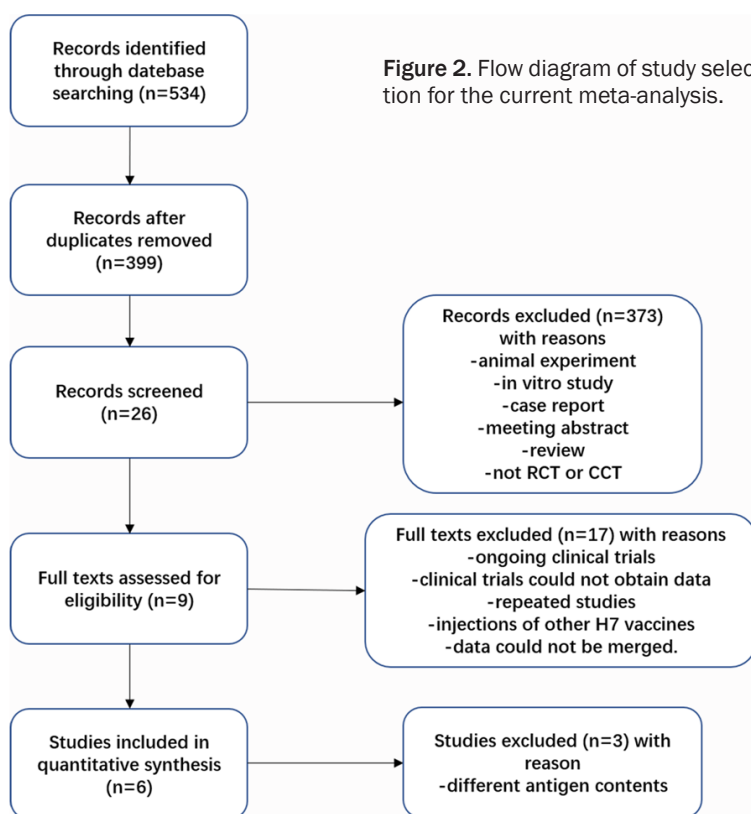 Records identified
through datebase
searching (n=534)
Figure 2. Flow diagram of study selec-
tion for the current meta-analysis.
Records after
duplicates removed
(n=399)
Records excluded (n=373)
with reasons
-animal experiment
-in vitro study
-case report
-meeting abstract
-review
-not RCT or CCT
Records screened
(n=26)
Full texts excluded (n=17) with reasons
-ongoing clinical trials
-clinical trials could not obtain data
-repeated studies
-injections of other H7 vaccines
-data could not be merged.
Full texts assessed for
eligibility (n=9)
Studies included in
quantitative synthesis
(n=6)
Studies excluded (n=3) with
reason
-different antigen contents